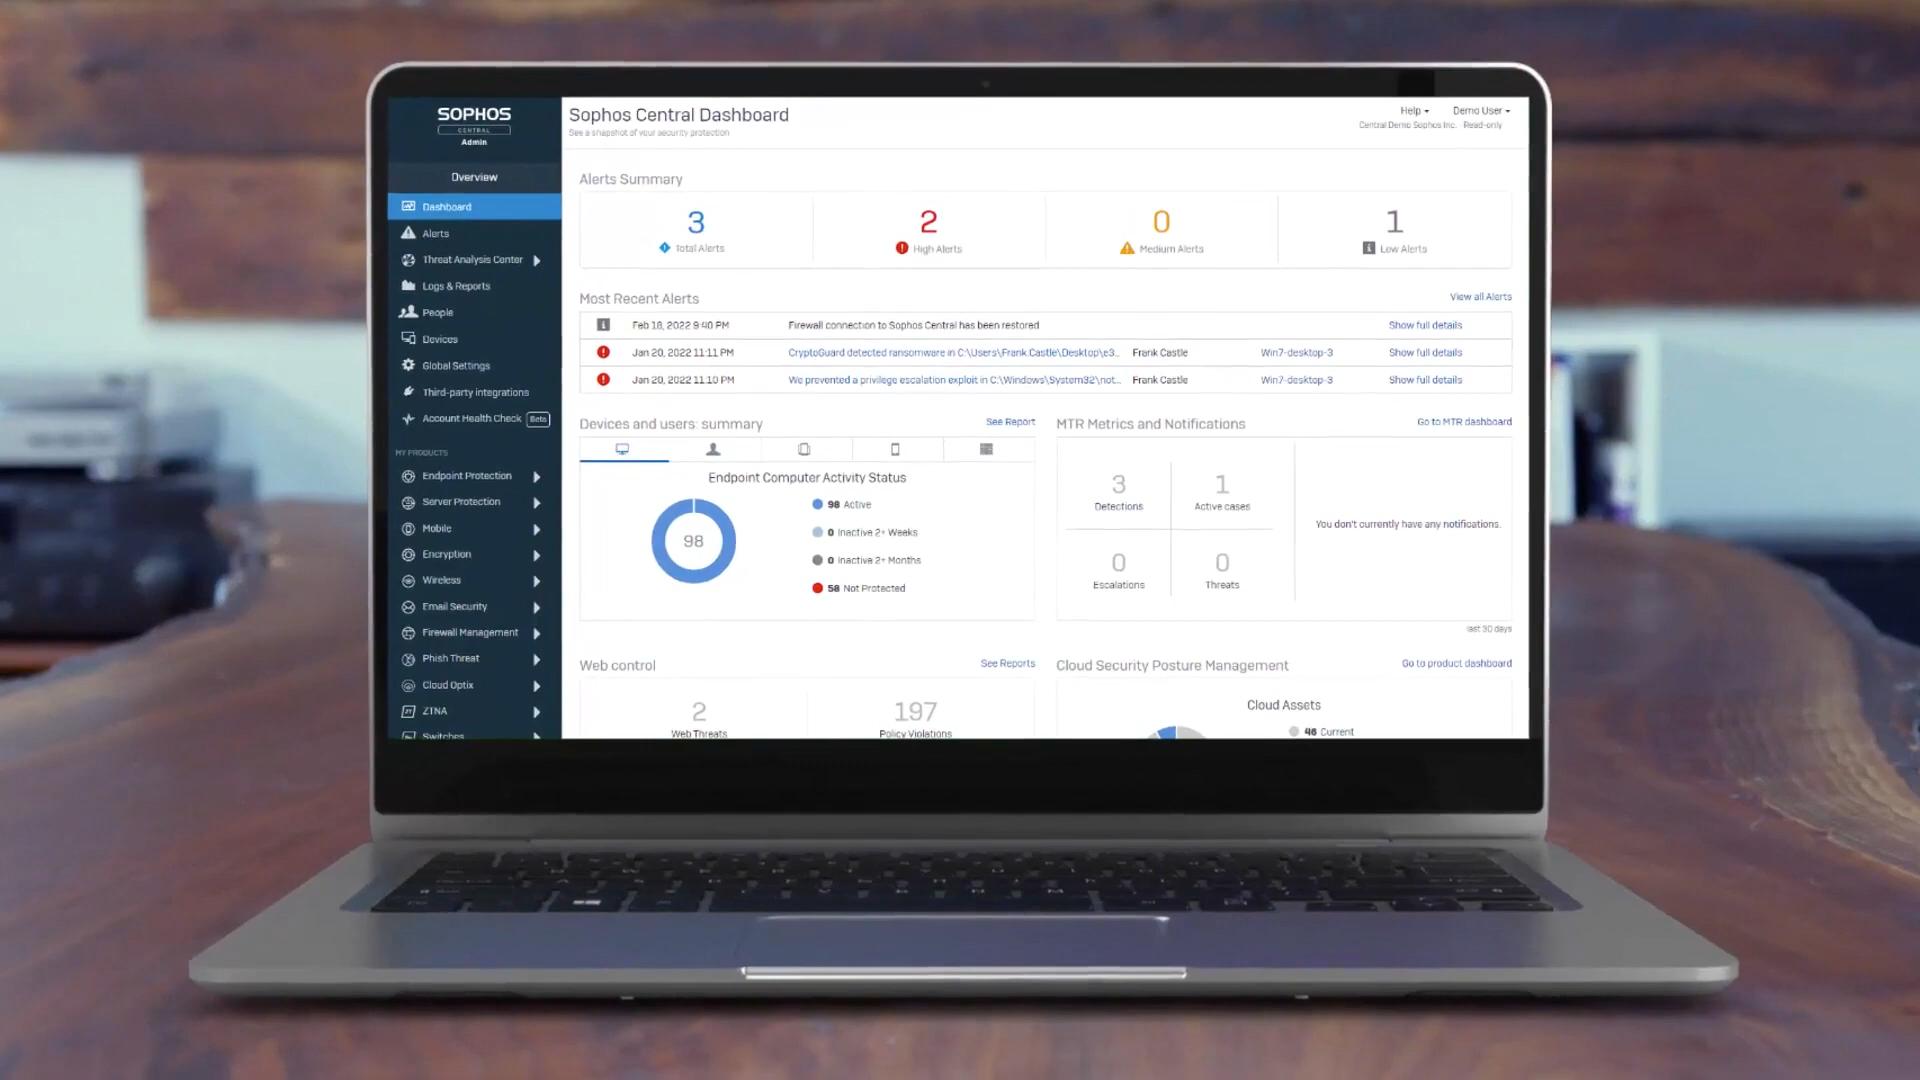 SOPHOS
CENTRAL
Admin
Overview
Dashboard
Alerts
Threat Analysis Center
Logs & Reports
People
Devices
Global Settings
Third-party integrations
Account Health Check Beta
MY PRODUCTS
Endpoint Protection
Server Protection
Mobile
Encryption
Wireless
Email Security
Firewall Management
Phish Threat
Cloud Optix
ZTNA
Switches
Sophos Central Dashboard
See a snapshot of your security protection
Help Demo User
Central Demo Sophos Inc. Read-only
Alerts Summary
3 2 0 1
Total Alerts High Alerts Medium Alerts Low Alerts
Most Recent Alerts View all Alerts
Feb 18, 2022 9:40 PM Firewall connection to Sophos Central has been restored Show full details
Jan 20, 2022 11:11 PM CryptoGuard detected ransomware in C:\Users\Frank.Castle\Desktop\e3... Frank Castle Win7-desktop-3 Show full details
Jan 20, 2022 11:10 PM We prevented a privilege escalation exploit in C:\Windows\System32\not... Frank Castle Win7-desktop-3 Show full details
Devices and users: summary See Report
Endpoint Computer Activity Status
98
98 Active
0 Inactive 2+ Weeks
0 Inactive 2+ Months
58 Not Protected
MTR Metrics and Notifications Go to MTR dashboard
3 1
Detections Active cases
0 0
Escalations Threats
You don't currently have any notifications.
last 30 days
Web control See Reports
2 197
Web Threats Policy Violations
Cloud Security Posture Management Go to product dashboard
Cloud Assets
46 Current